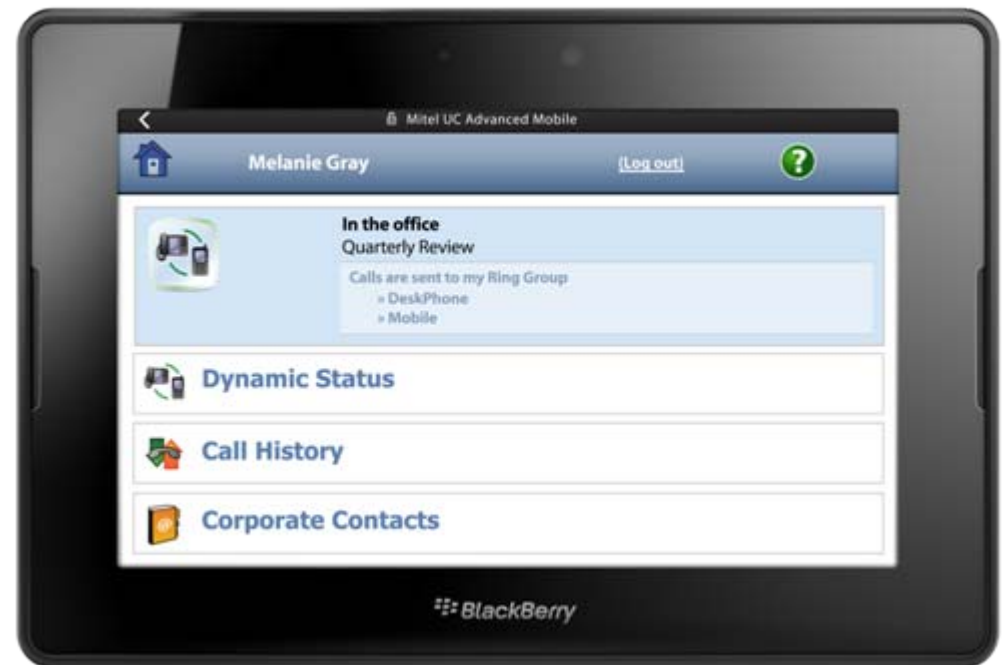 Mitel UC Advanced Mobile
Melanie Gray
(Log out)
?
In the office
Quarterly Review
Calls are sent to my Ring Group
» DeskPhone
» Mobile
Dynamic Status
Call History
Corporate Contacts
BlackBerry